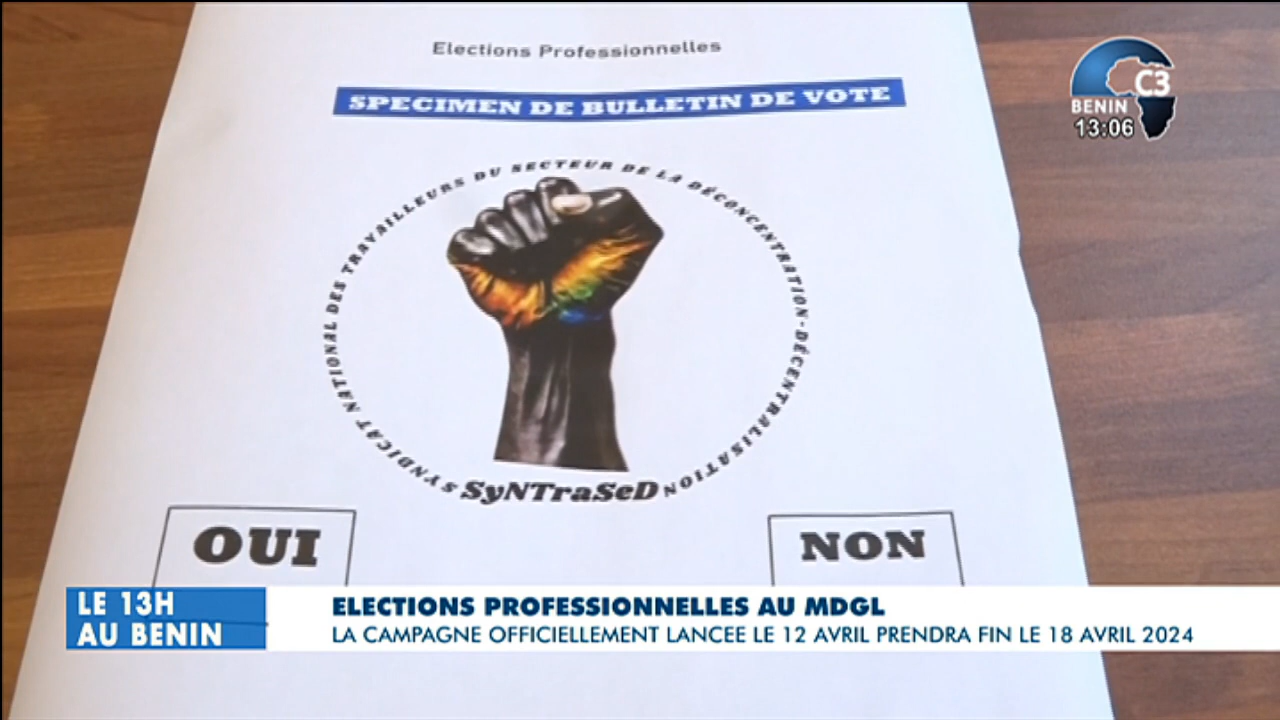 Elections Professionnelles
SPECIMEN DE BULLETIN DE VOTE
C3
BENIN
13:06
SYNDICAT NATIONAL DES TRAVAILLEURS DU SECTEUR DE LA DÉCONCENTRATION-DÉCENTRALISATION
SyNTraSeD
OUI
NON
LE 13H
AU BENIN
ELECTIONS PROFESSIONNELLES AU MDGL
LA CAMPAGNE OFFICIELLEMENT LANCEE LE 12 AVRIL PRENDRA FIN LE 18 AVRIL 2024